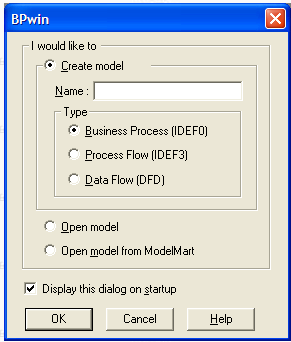 BPwin
I would like to
Create model
Name :
Type
Business Process (IDEF0)
Process Flow (IDEF3)
Data Flow (DFD)
Open model
Open model from ModelMart
Display this dialog on startup
OK Cancel Help